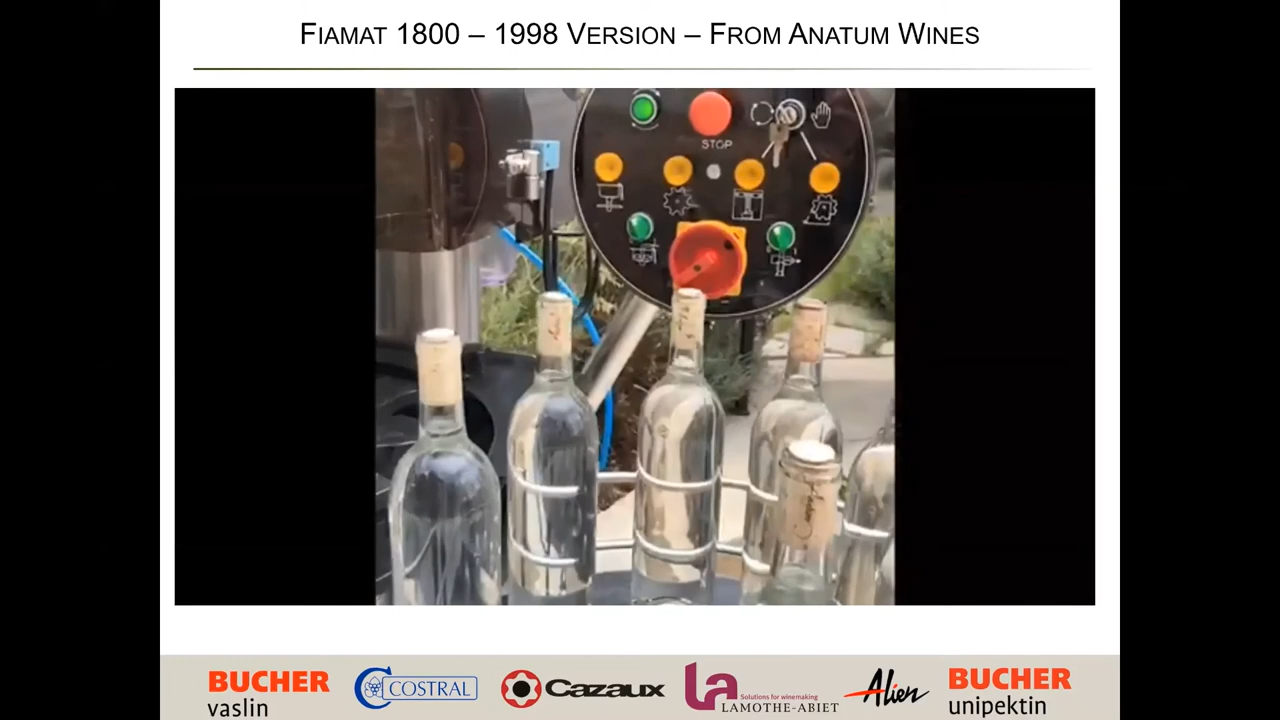 FIAMAT 1800 – 1998 VERSION – FROM ANATUM WINES
STOP
BUCHER
vaslin
COSTRAL
Cazaux
La
Solutions for winemaking
LAMOTHE-ABIET
Alien
BUCHER
unipektin